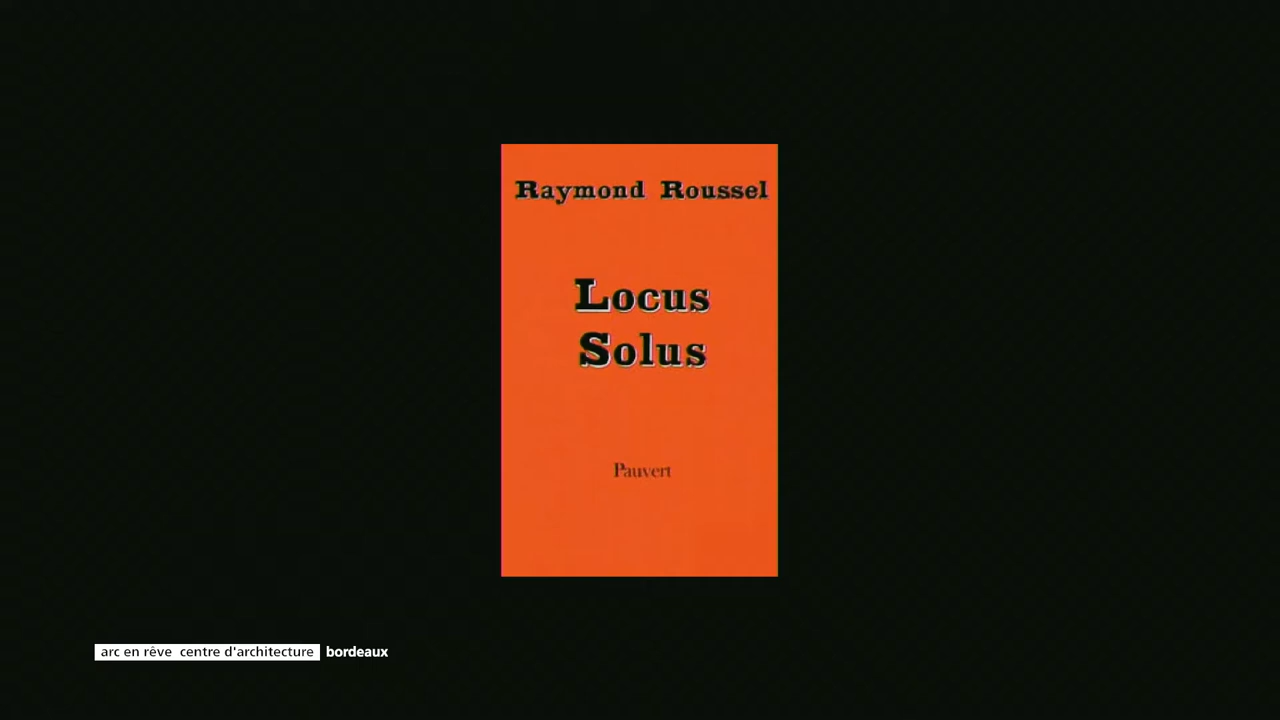 Raymond Roussel
Locus
Solus
Pauvert
arc en rêve centre d'architecture bordeaux